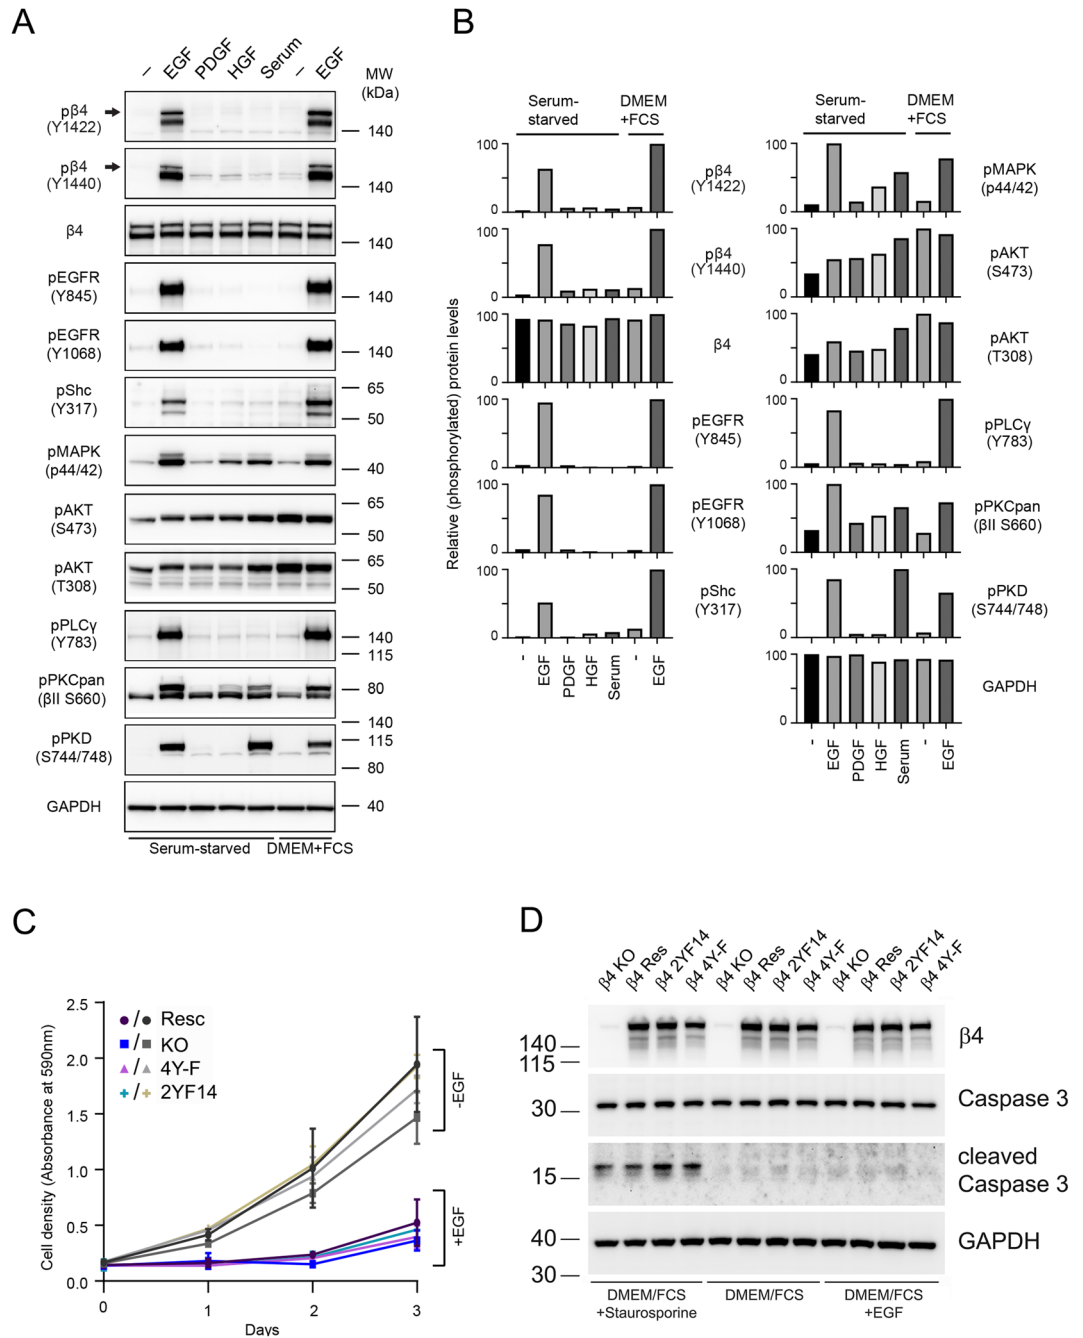 A
–
EGF
PDGF
HGF
Serum
–
EGF
MW
(kDa)
pβ4
(Y1422)
140
pβ4
(Y1440)
140
β4
140
pEGFR
(Y845)
140
pEGFR
(Y1068)
140
pShc
(Y317)
65
50
pMAPK
(p44/42)
40
pAKT
(S473)
65
50
pAKT
(T308)
65
50
pPLCγ
(Y783)
140
115
pPKCpan
(βII S660)
80
pPKD
(S744/748)
140
115
80
GAPDH
40
Serum-starved
DMEM+FCS
B
Relative (phosphorylated) protein levels
Serum-
starved
DMEM
+FCS
100
0
pβ4
(Y1422)
100
0
pβ4
(Y1440)
100
0
β4
100
0
pEGFR
(Y845)
100
0
pEGFR
(Y1068)
100
0
pShc
(Y317)
-
EGF
PDGF
HGF
Serum
-
EGF
Serum-
starved
DMEM
+FCS
100
0
pMAPK
(p44/42)
100
0
pAKT
(S473)
100
0
pAKT
(T308)
100
0
pPLCγ
(Y783)
100
0
pPKCpan
(βII S660)
100
0
pPKD
(S744/748)
100
0
GAPDH
-
EGF
PDGF
HGF
Serum
-
EGF
C
Cell density (Absorbance at 590nm)
2.5
2.0
1.5
1.0
0.5
0.0
/ Resc
/ KO
/ 4Y-F
/ 2YF14
-EGF
+EGF
0
1
2
3
Days
D
β4 KO
β4 Res
β4 2YF14
β4 4Y-F
β4 KO
β4 Res
β4 2YF14
β4 4Y-F
β4 KO
β4 Res
β4 2YF14
β4 4Y-F
140
115
β4
30
Caspase 3
15
cleaved
Caspase 3
40
30
GAPDH
DMEM/FCS
+Staurosporine
DMEM/FCS
DMEM/FCS
+EGF